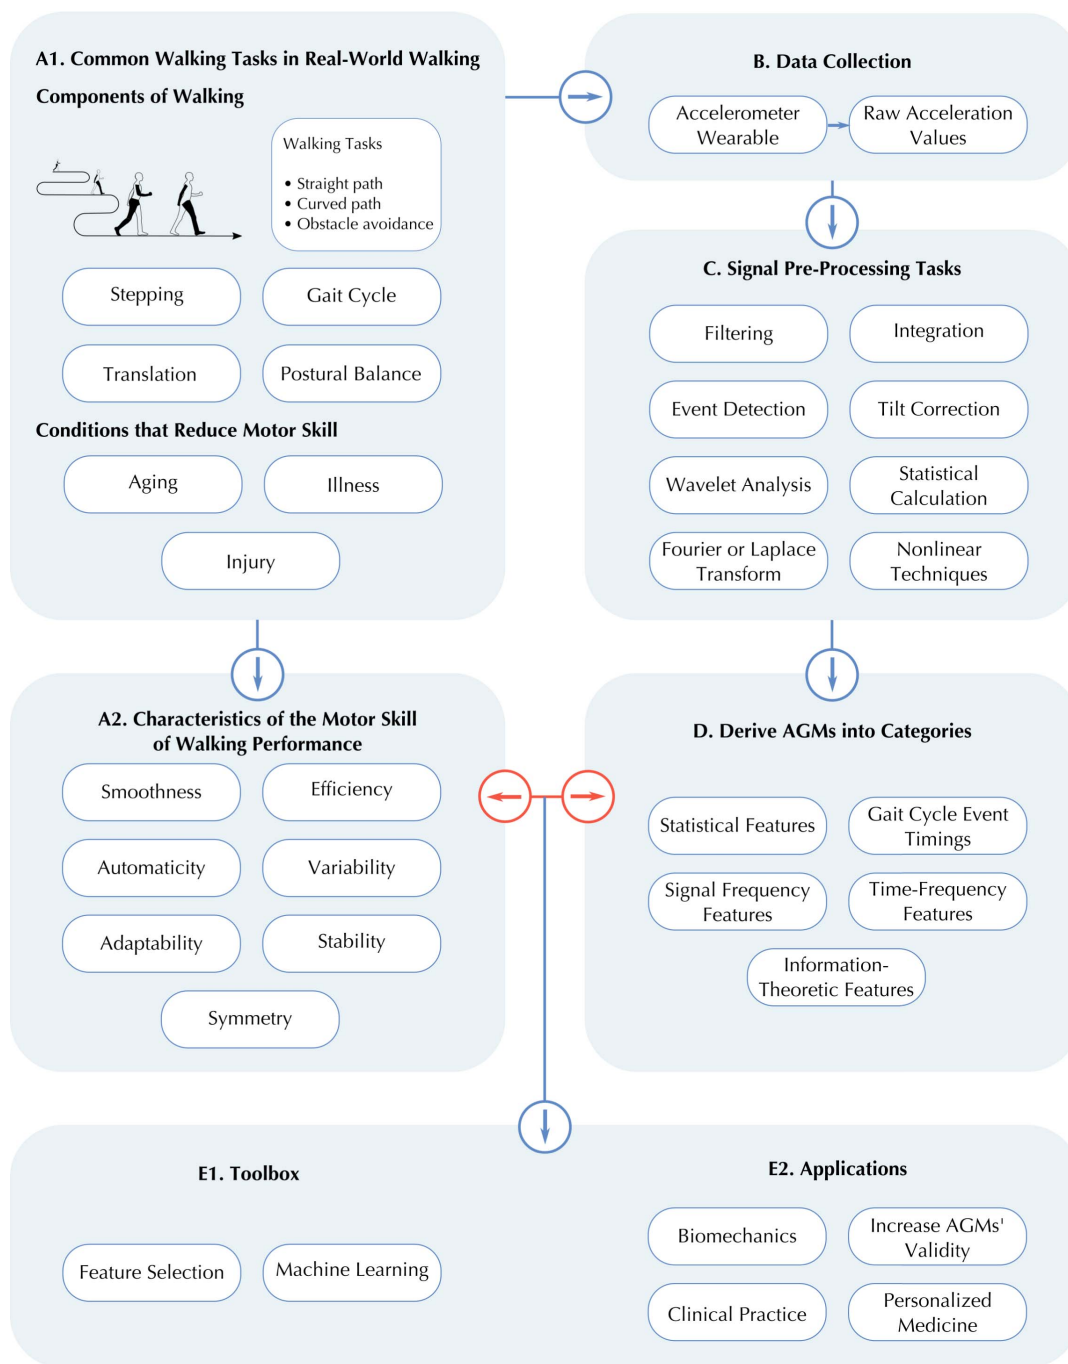 A1. Common Walking Tasks in Real-World Walking
Components of Walking
Walking Tasks
• Straight path
• Curved path
• Obstacle avoidance
Stepping
Gait Cycle
Translation
Postural Balance
Conditions that Reduce Motor Skill
Aging
Illness
Injury
B. Data Collection
Accelerometer
Wearable
Raw Acceleration
Values
C. Signal Pre-Processing Tasks
Filtering
Integration
Event Detection
Tilt Correction
Wavelet Analysis
Statistical
Calculation
Fourier or Laplace
Transform
Nonlinear
Techniques
A2. Characteristics of the Motor Skill
of Walking Performance
Smoothness
Efficiency
Automaticity
Variability
Adaptability
Stability
Symmetry
D. Derive AGMs into Categories
Statistical Features
Gait Cycle Event
Timings
Signal Frequency
Features
Time-Frequency
Features
Information-
Theoretic Features
E1. Toolbox
Feature Selection
Machine Learning
E2. Applications
Biomechanics
Increase AGMs'
Validity
Clinical Practice
Personalized
Medicine